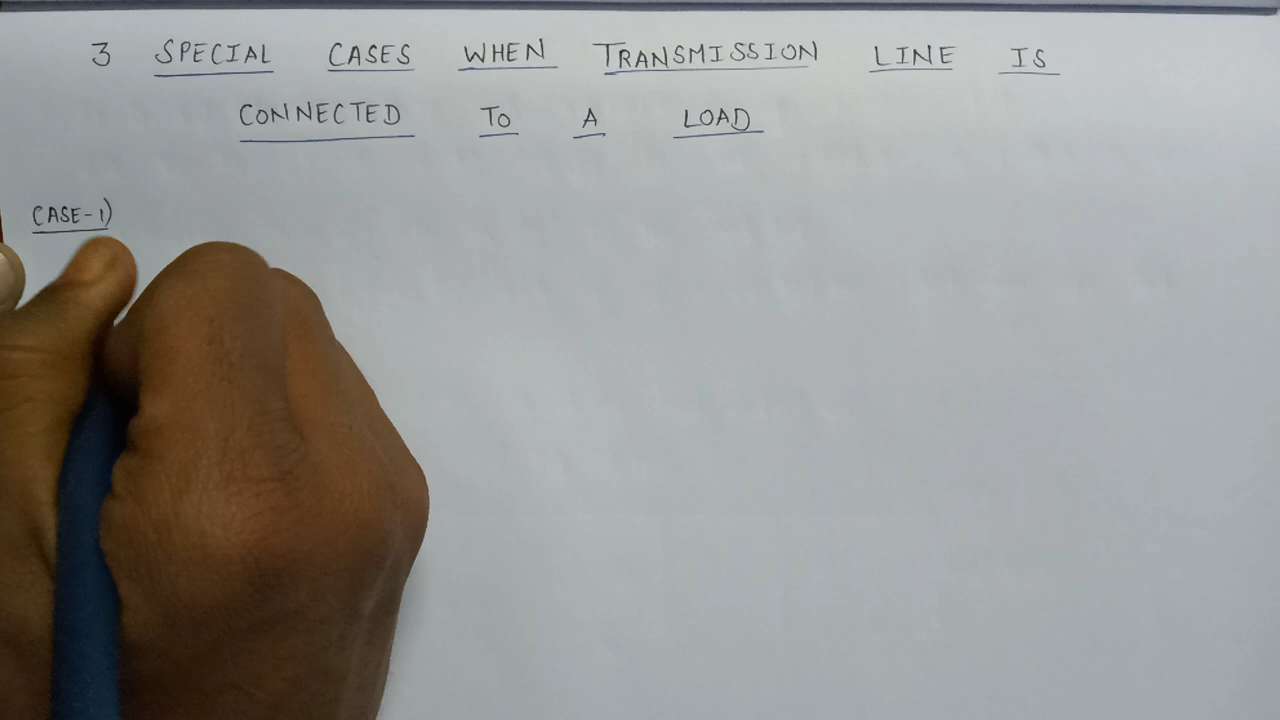 3 SPECIAL CASES WHEN TRANSMISSION LINE IS
CONNECTED TO A LOAD
CASE-1)